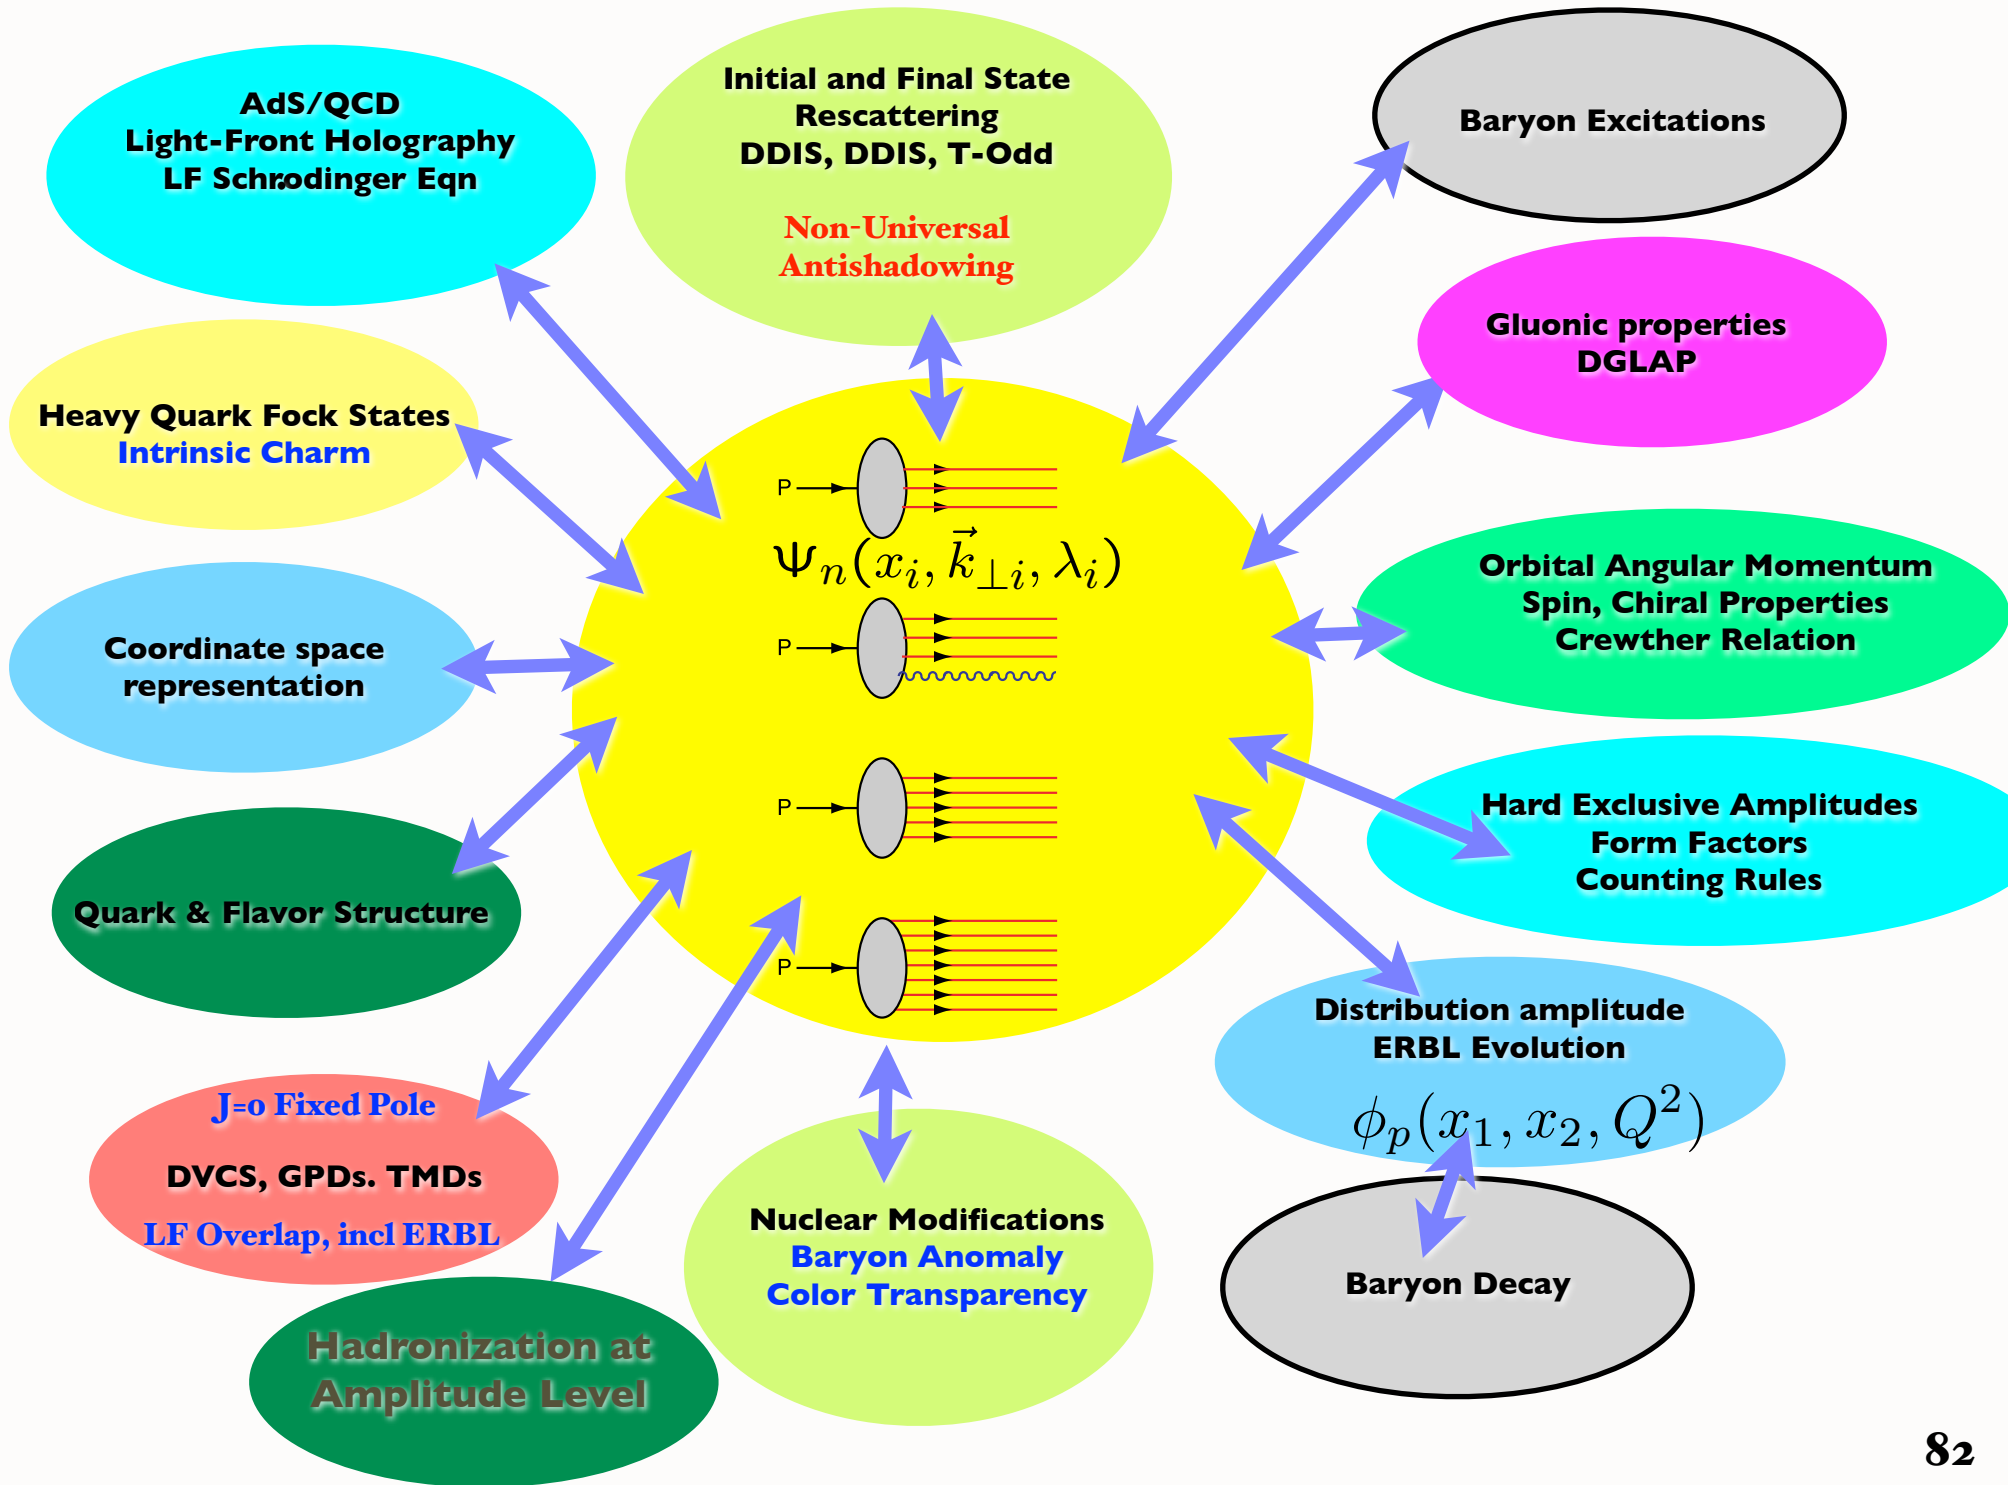 AdS/QCD
Light-Front Holography
LF Schr.odinger Eqn
Initial and Final State
Rescattering
DDIS, DDIS, T-Odd
Non-Universal
Antishadowing
Baryon Excitations
Gluonic properties
DGLAP
Heavy Quark Fock States
Intrinsic Charm
P
Ψₙ(xᵢ, k⃗⊥ᵢ, λᵢ)
P
P
P
Orbital Angular Momentum
Spin, Chiral Properties
Crewther Relation
Coordinate space
representation
Hard Exclusive Amplitudes
Form Factors
Counting Rules
Quark & Flavor Structure
Distribution amplitude
ERBL Evolution
ϕₚ(x₁, x₂, Q²)
J=0 Fixed Pole
DVCS, GPDs. TMDs
LF Overlap, incl ERBL
Nuclear Modifications
Baryon Anomaly
Color Transparency
Baryon Decay
Hadronization at
Amplitude Level
82